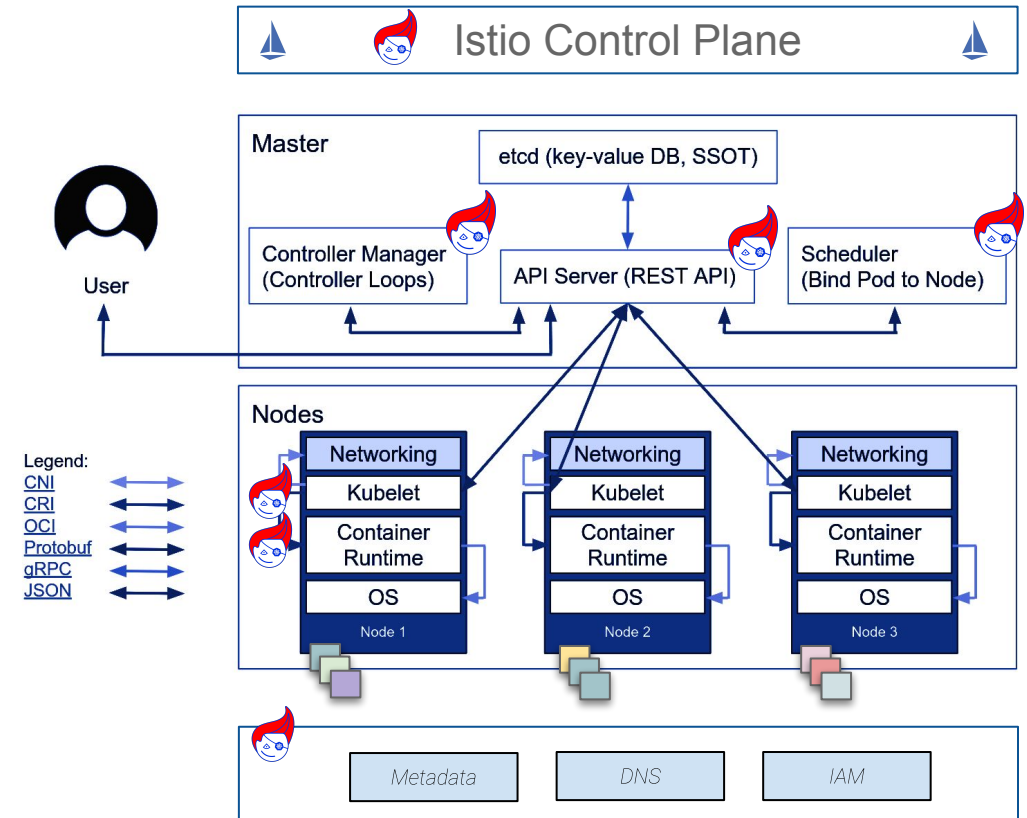 Istio Control Plane
Master
etcd (key-value DB, SSOT)
Controller Manager
(Controller Loops)
API Server (REST API)
Scheduler
(Bind Pod to Node)
User
Nodes
Legend:
CNI
CRI
OCI
Protobuf
gRPC
JSON
Networking
Kubelet
Container
Runtime
OS
Node 1
Networking
Kubelet
Container
Runtime
OS
Node 2
Networking
Kubelet
Container
Runtime
OS
Node 3
Metadata
DNS
IAM